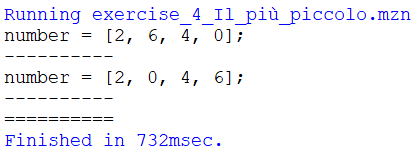 Running exercise_4_Il_più_piccolo.mzn
number = [2, 6, 4, 0];
----------
number = [2, 0, 4, 6];
----------
==========
Finished in 732msec.